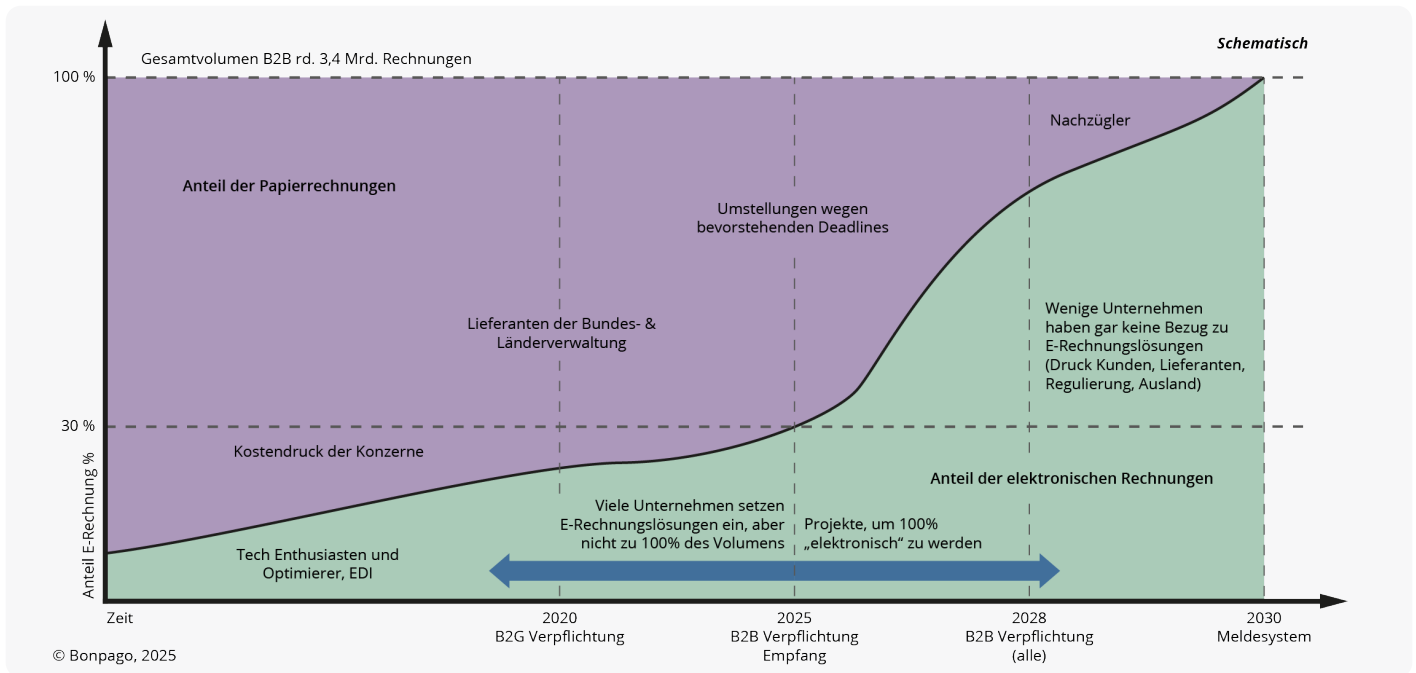 Schematisch
Gesamtvolumen B2B rd. 3,4 Mrd. Rechnungen
100 %
Nachzügler
Anteil der Papierrechnungen
Umstellungen wegen
bevorstehenden Deadlines
Lieferanten der Bundes- &
Länderverwaltung
Wenige Unternehmen
haben gar keine Bezug zu
E-Rechnungslösungen
(Druck Kunden, Lieferanten,
Regulierung, Ausland)
30 %
Kostendruck der Konzerne
Anteil E-Rechnung %
Anteil der elektronischen Rechnungen
Viele Unternehmen setzen
E-Rechnungslösungen ein, aber
nicht zu 100% des Volumens
Projekte, um 100%
„elektronisch“ zu werden
Tech Enthusiasten und
Optimierer, EDI
Zeit
2020
B2G Verpflichtung
2025
B2B Verpflichtung
Empfang
2028
B2B Verpflichtung
(alle)
2030
Meldesystem
© Bonpago, 2025